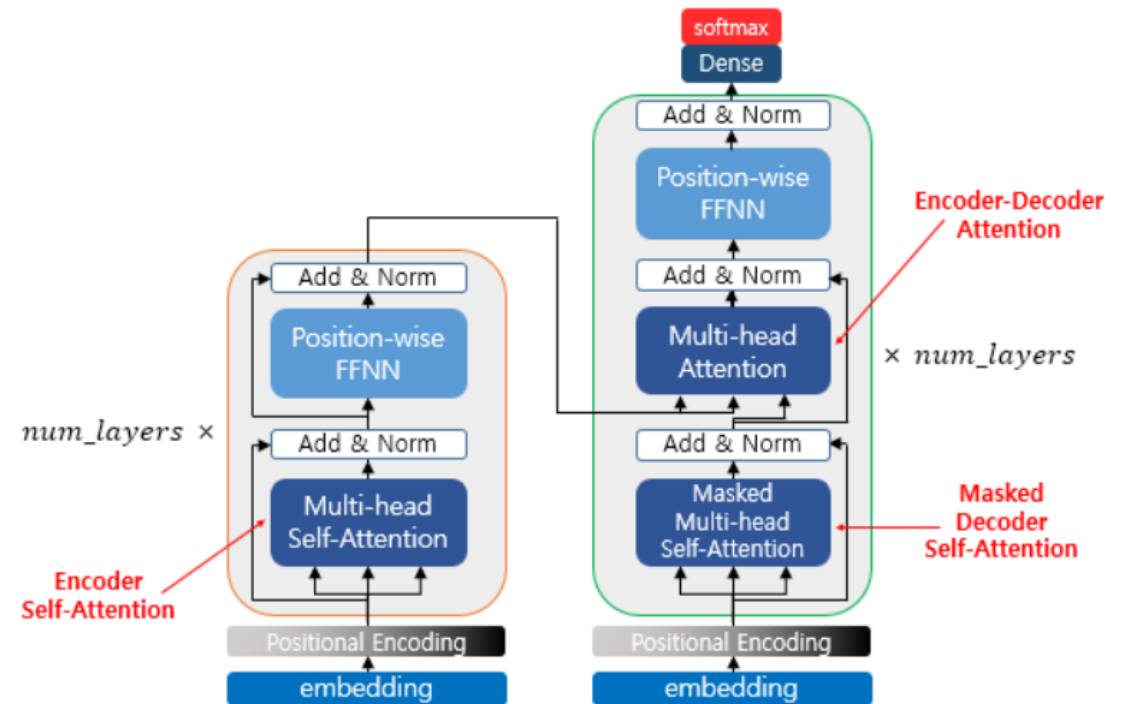 softmax
Dense
Add & Norm
Position-wise
FFNN
Encoder-Decoder
Attention
Add & Norm
Multi-head
Attention
× num_layers
Add & Norm
Masked
Multi-head
Self-Attention
Masked
Decoder
Self-Attention
Positional Encoding
embedding
Add & Norm
Position-wise
FFNN
num_layers ×
Add & Norm
Multi-head
Self-Attention
Encoder
Self-Attention
Positional Encoding
embedding